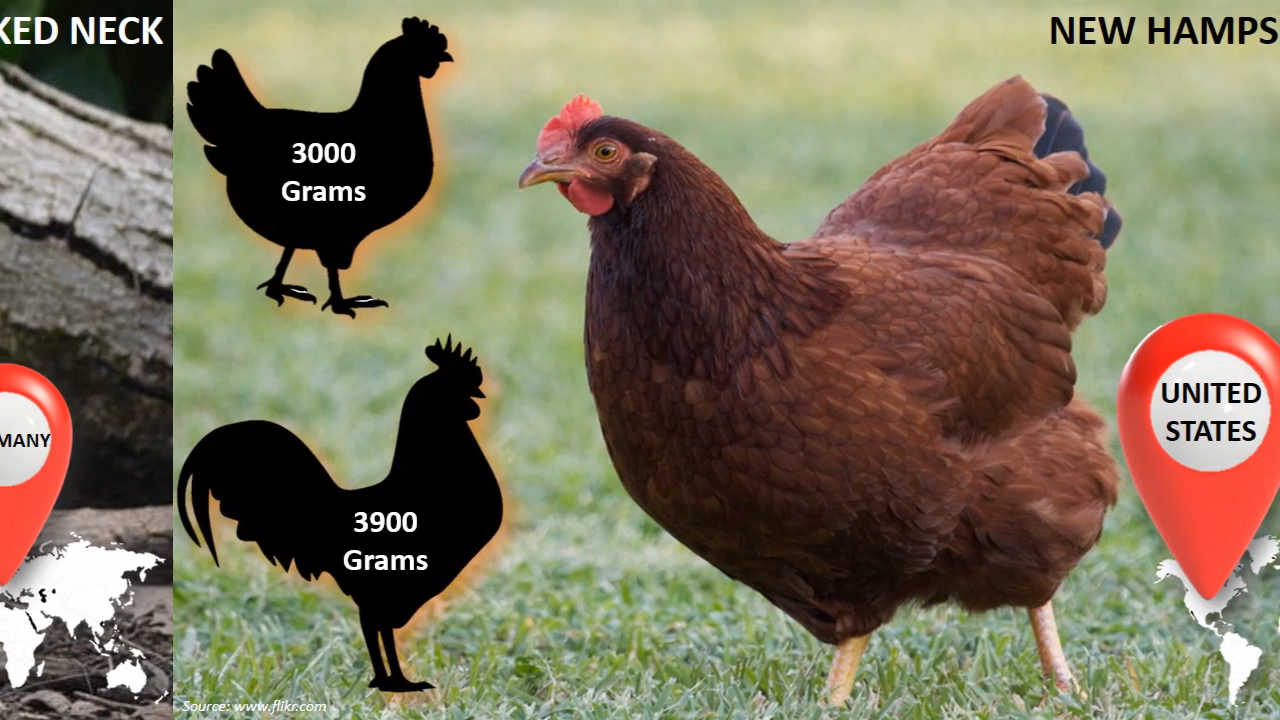 KED NECK
NEW HAMPS
3000
Grams
UNITED
STATES
MANY
3900
Grams
Source: www.flikr.com